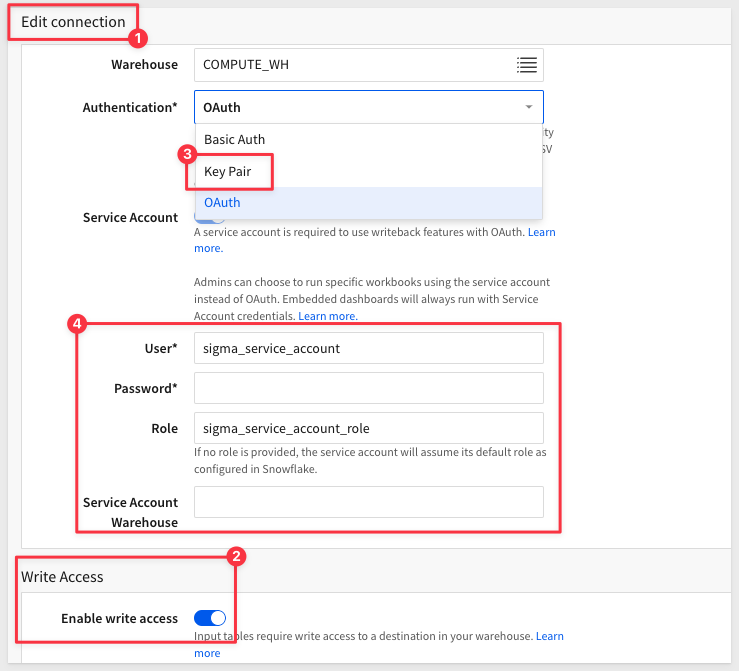 Edit connection
1
Warehouse COMPUTE_WH
Authentication* OAuth
Basic Auth
3
Key Pair
OAuth
Service Account
A service account is required to use writeback features with OAuth. Learn
more.
Admins can choose to run specific workbooks using the service account
instead of OAuth. Embedded dashboards will always run with Service
Account credentials. Learn more.
4
User* sigma_service_account
Password*
Role sigma_service_account_role
If no role is provided, the service account will assume its default role as
configured in Snowflake.
Service Account
Warehouse
2
Write Access
Enable write access
Input tables require write access to a destination in your warehouse. Learn
more